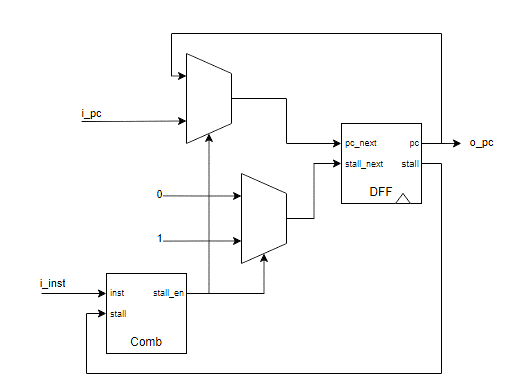 i_pc
pc_next
pc
o_pc
stall_next
stall
DFF
0
1
i_inst
inst
stall_en
stall
Comb